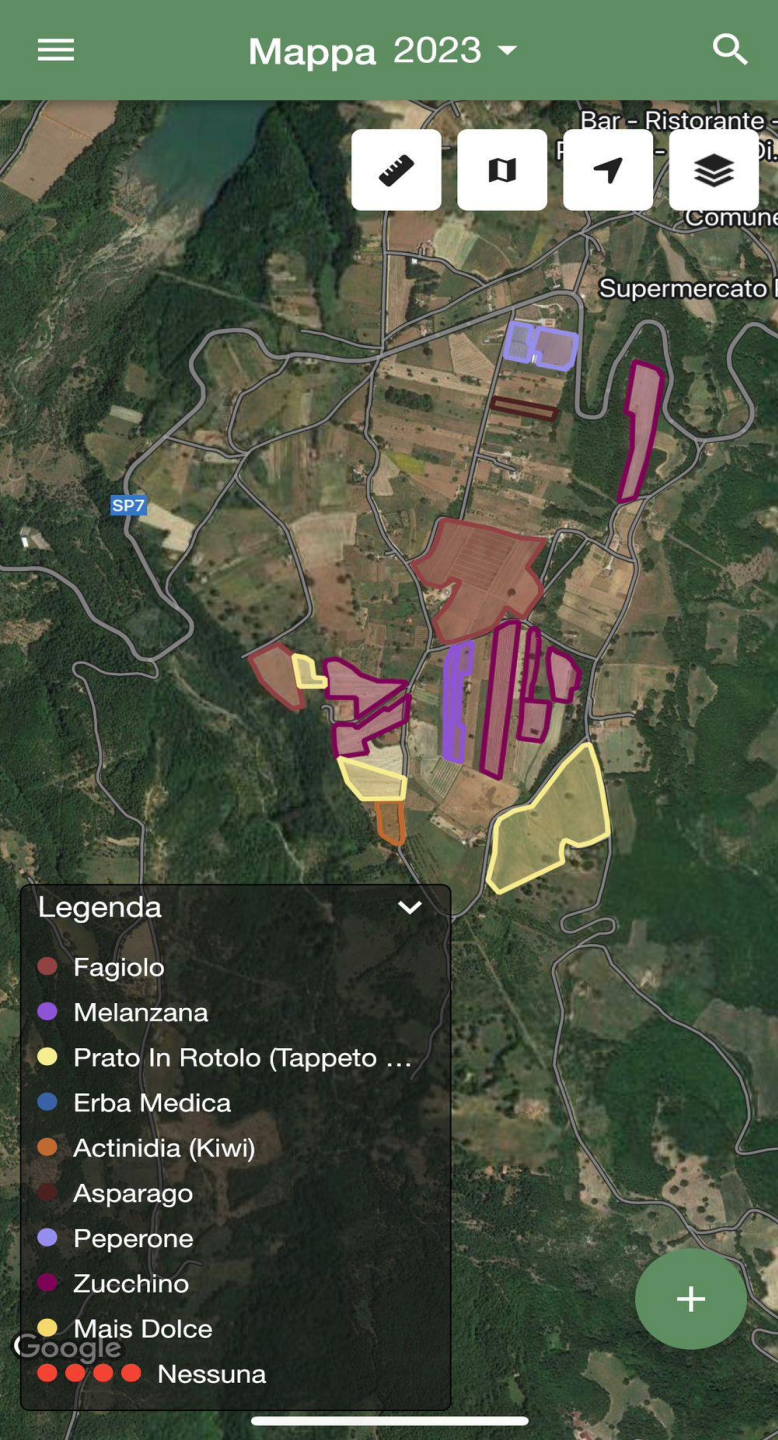 Mappa 2023
Bar - Ristorante -
Comune
Supermercato
SP7
Legenda
Fagiolo
Melanzana
Prato In Rotolo (Tappeto ...
Erba Medica
Actinidia (Kiwi)
Asparago
Peperone
Zucchino
Mais Dolce
Google
Nessuna